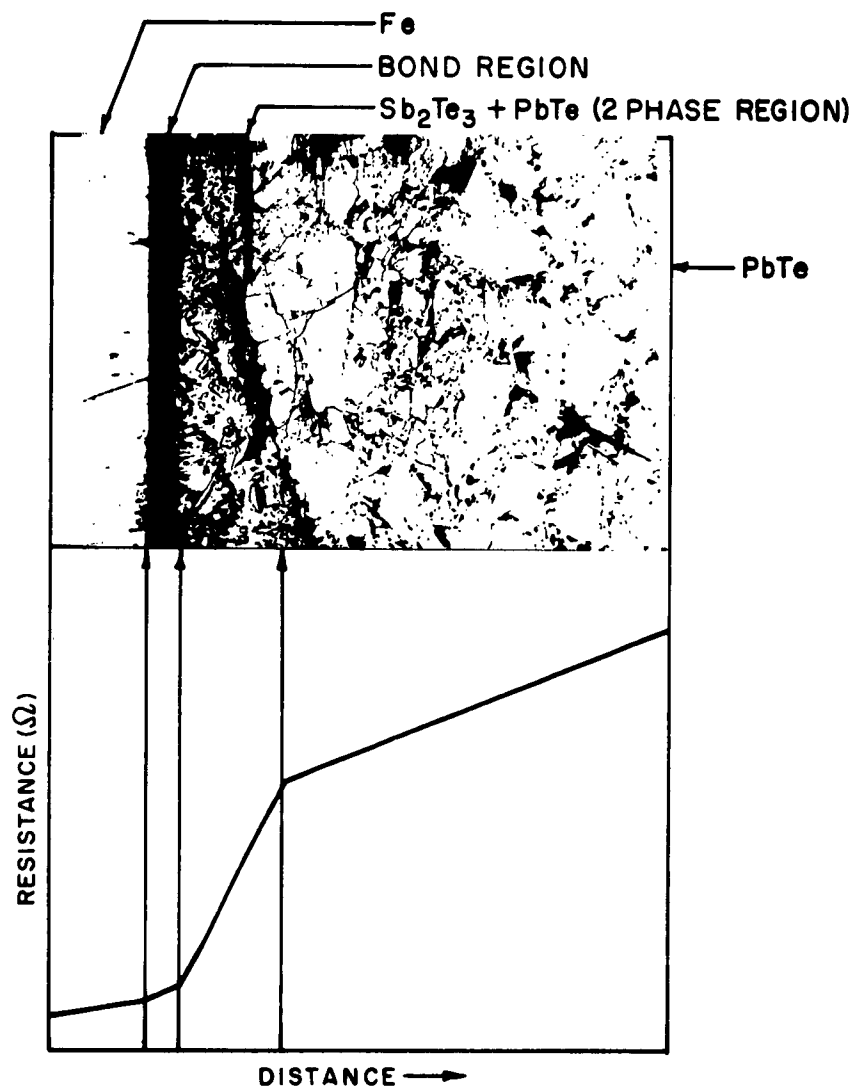 Fe
BOND REGION
Sb₂Te₃ + PbTe (2 PHASE REGION)
PbTe
RESISTANCE (Ω)
DISTANCE →